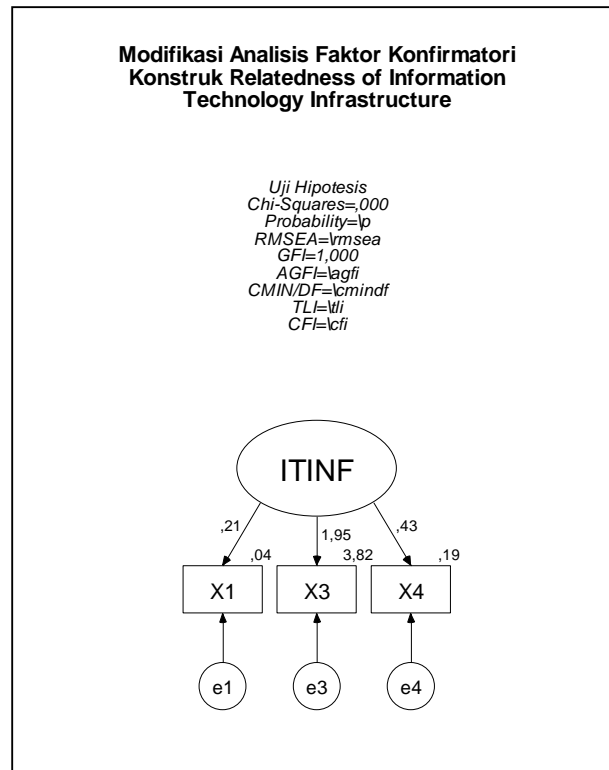 Modifikasi Analisis Faktor Konfirmatori
Konstruk Relatedness of Information
Technology Infrastructure
Uji Hipotesis
Chi-Squares=,000
Probability=\p
RMSEA=\rmsea
GFI=1,000
AGFI=\agfi
CMIN/DF=\cmindf
TLI=\tli
CFI=\cfi
ITINF
,21
1,95
,43
,04
3,82
,19
X1
X3
X4
e1
e3
e4